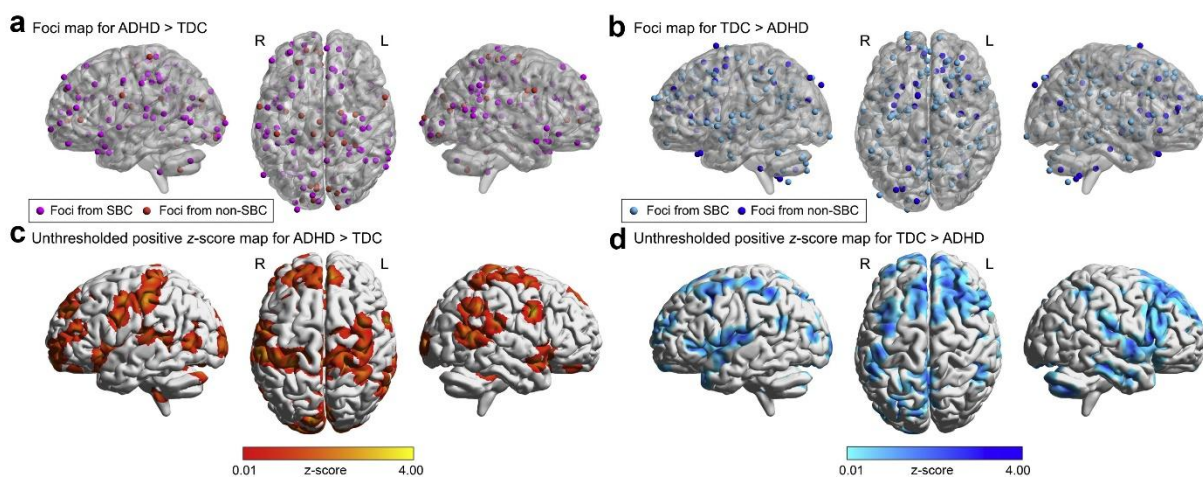 a Foci map for ADHD > TDC
R L
Foci from SBC Foci from non-SBC
b Foci map for TDC > ADHD
R L
Foci from SBC Foci from non-SBC
c Unthresholded positive z-score map for ADHD > TDC
R L
0.01 z-score 4.00
d Unthresholded positive z-score map for TDC > ADHD
R L
0.01 z-score 4.00